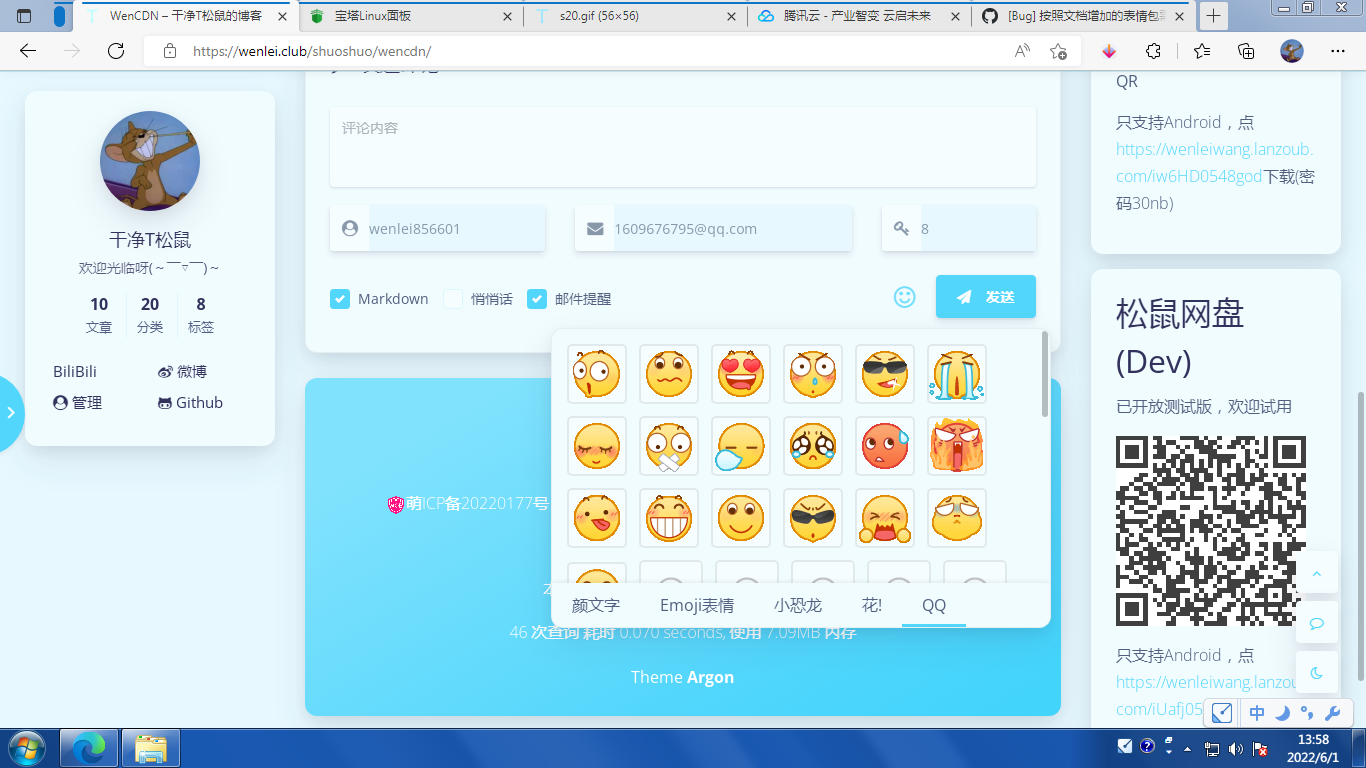 WenCDN – 干净T松鼠的博客
宝塔Linux面板
s20.gif (56×56)
腾讯云 - 产业智变 云启未来
[Bug] 按照文档增加的表情包
https://wenlei.club/shuoshuo/wencdn/
干净T松鼠
欢迎光临呀(～￣▽￣)～
10 20 8
文章 分类 标签
BiliBili 微博
管理 Github
评论内容
wenlei856601
1609676795@qq.com
8
Markdown 悄悄话 邮件提醒
发送
颜文字 Emoji表情 小恐龙 花! QQ
萌ICP备20220177号
46 次查询 耗时 0.070 seconds, 使用 7.09MB 内存
Theme Argon
QR
只支持Android，点
https://wenleiwang.lanzoub.
com/iw6HD0548god下载(密
码30nb)
松鼠网盘
(Dev)
已开放测试版，欢迎试用
只支持Android，点
https://wenleiwang.lanzou
com/iUafj05
中
13:58
2022/6/1